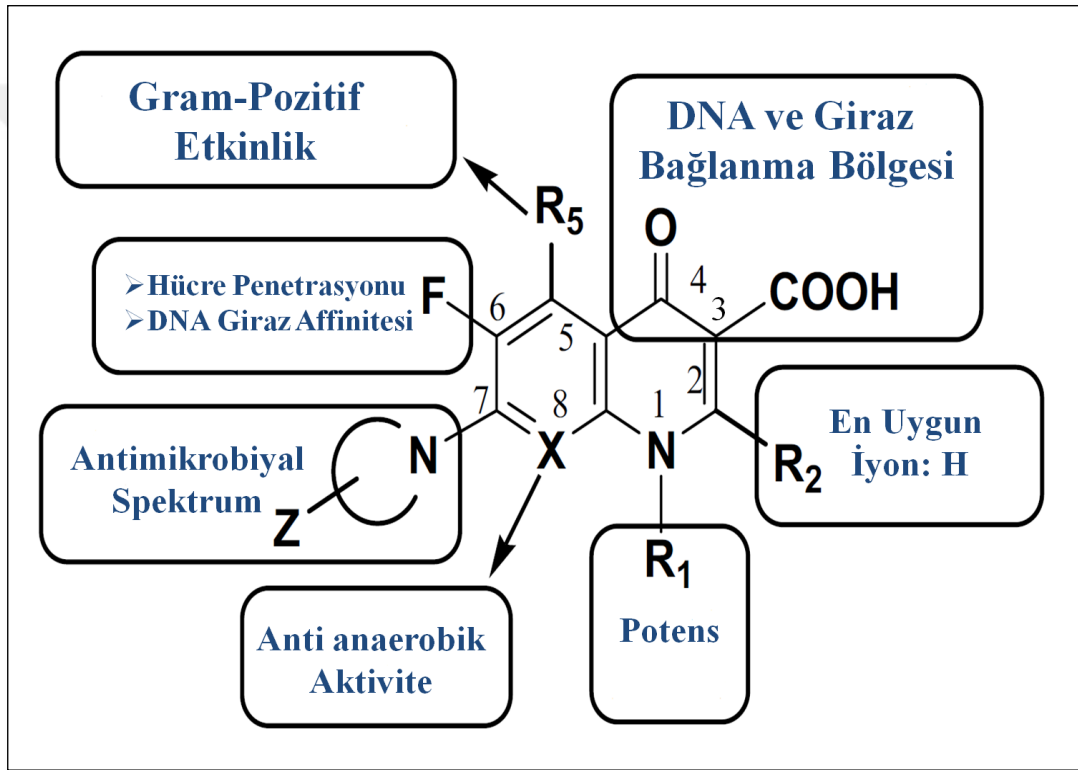 Gram-Pozitif
Etkinlik
DNA ve Giraz
Bağlanma Bölgesi
R5
O
➢Hücre Penetrasyonu
➢DNA Giraz Affinitesi
F
6
5
4
3
COOH
7
8
1
2
Antimikrobiyal
Spektrum
N
Z
X
N
R2
En Uygun
İyon: H
R1
Potens
Anti anaerobik
Aktivite